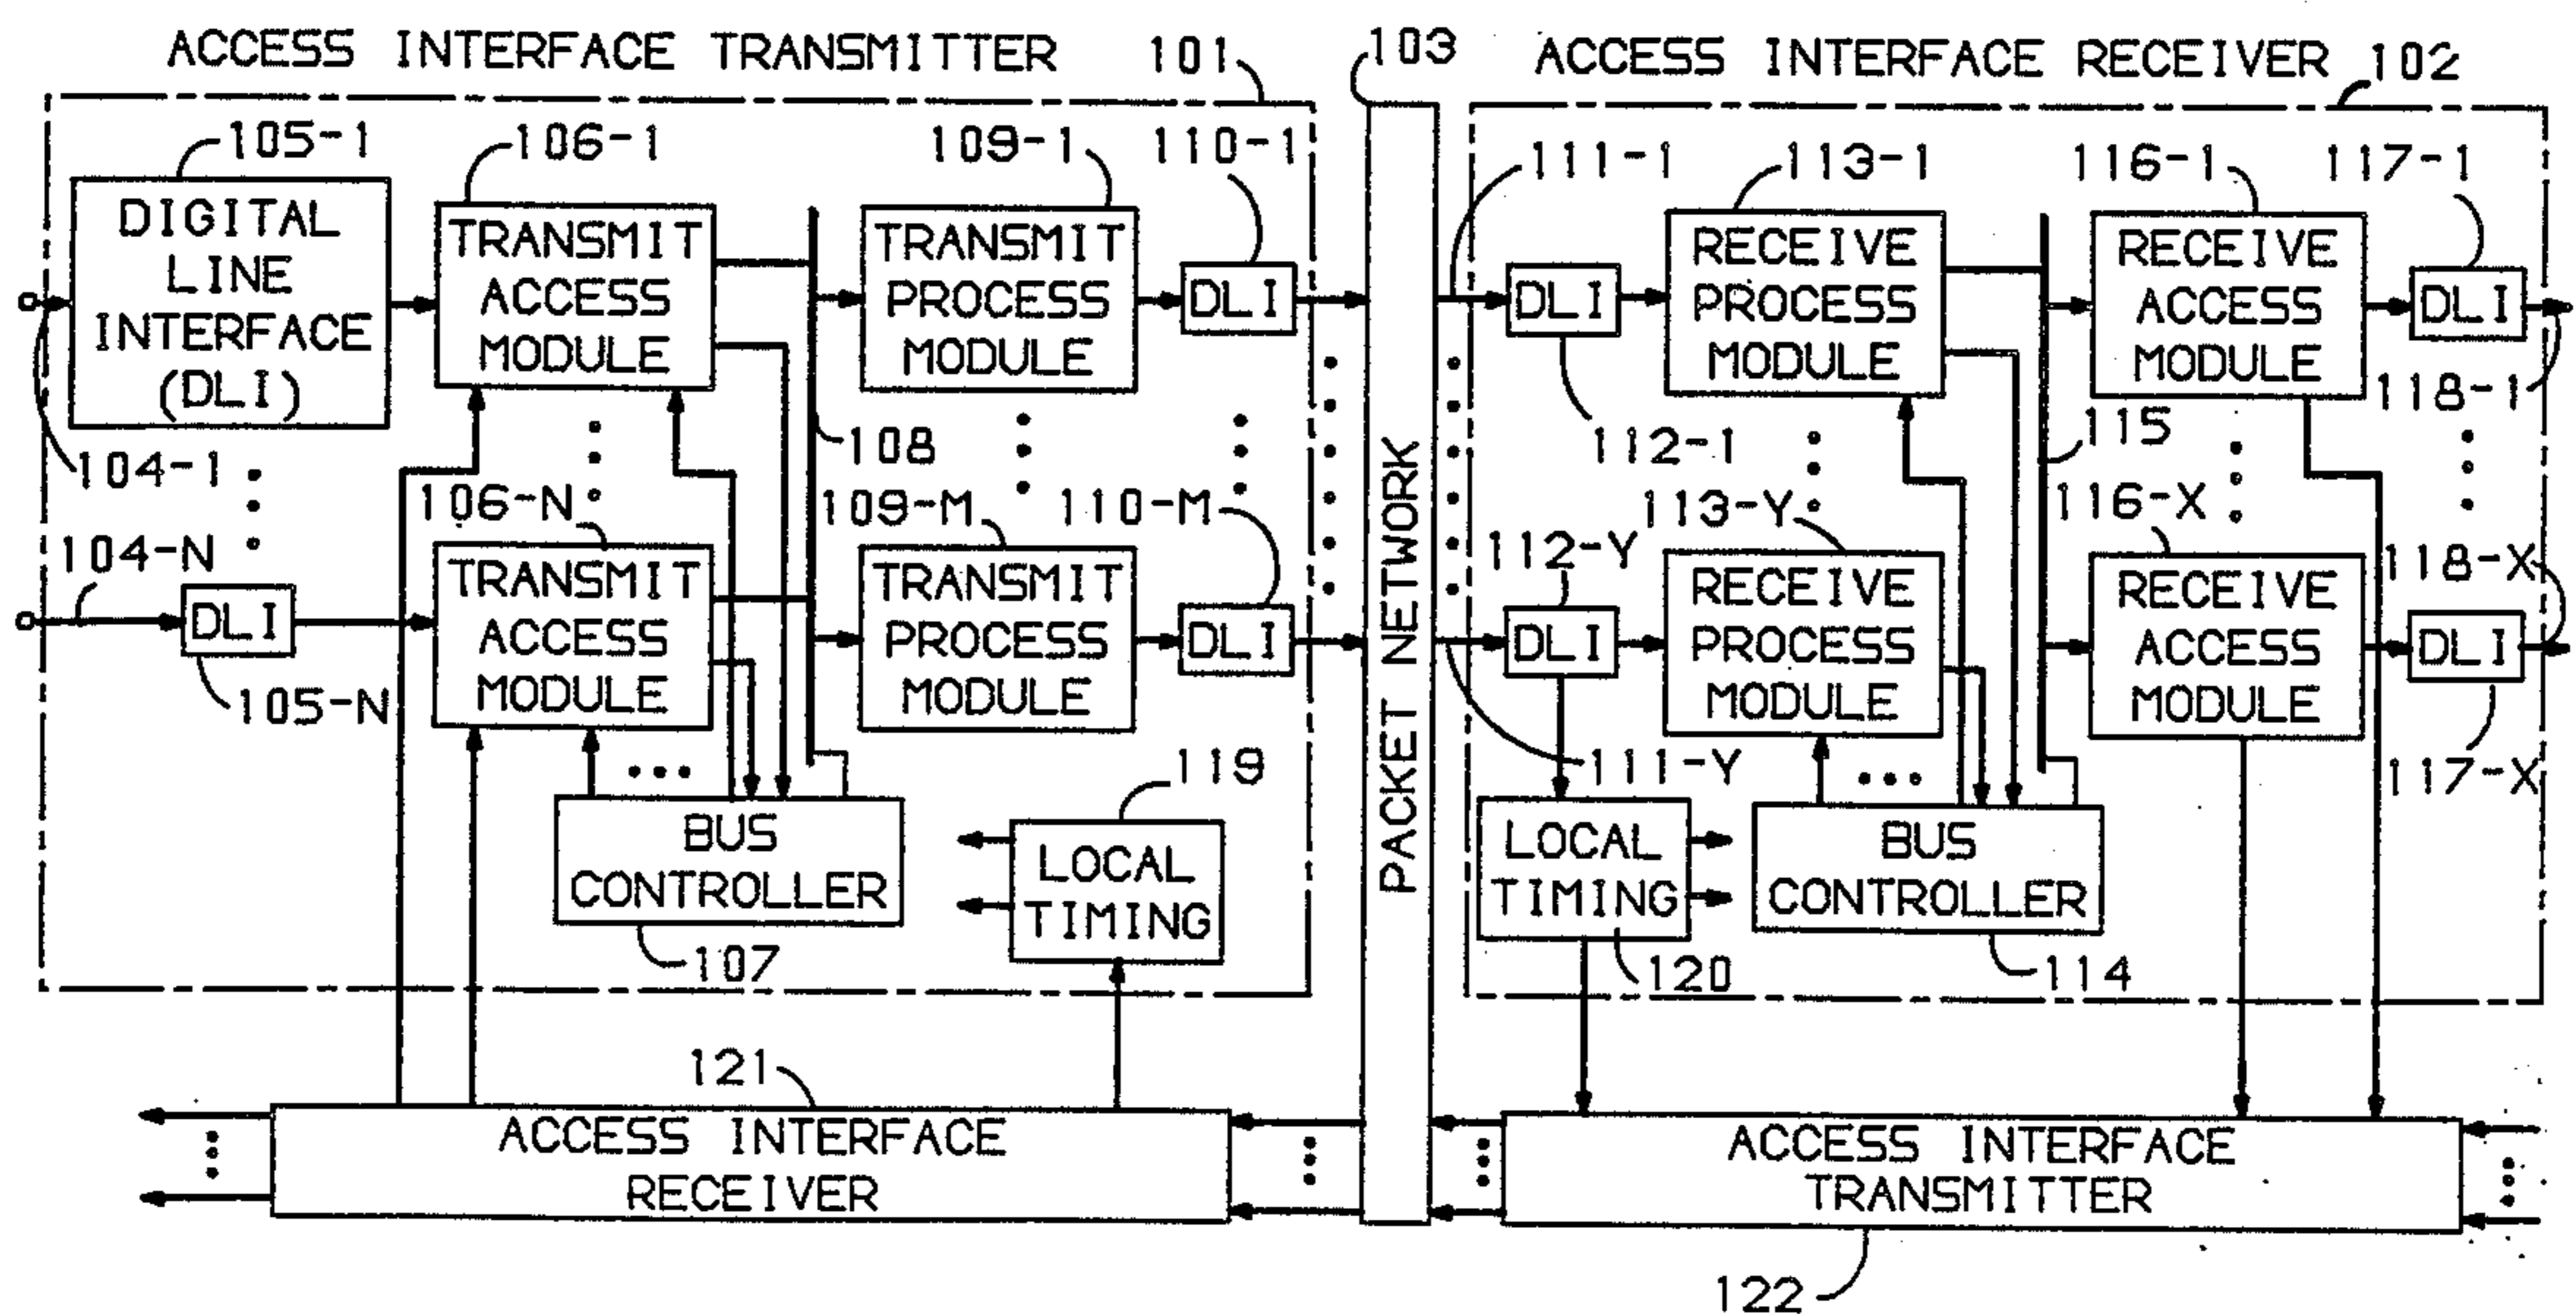 ACCESS INTERFACE TRANSMITTER
101
103
ACCESS INTERFACE RECEIVER
102
105-1
106-1
109-1
110-1
111-1
113-1
116-1
117-1
DIGITAL
LINE
INTERFACE
(DLI)
TRANSMIT
ACCESS
MODULE
TRANSMIT
PROCESS
MODULE
DLI
DLI
RECEIVE
PROCESS
MODULE
RECEIVE
ACCESS
MODULE
DLI
118-1
104-1
108
112-1
115
106-N
109-M
110-M
113-Y
116-X
104-N
112-Y
118-X
DLI
TRANSMIT
ACCESS
MODULE
TRANSMIT
PROCESS
MODULE
DLI
PACKET NETWORK
DLI
RECEIVE
PROCESS
MODULE
RECEIVE
ACCESS
MODULE
DLI
105-N
119
111-Y
117-X
BUS
CONTROLLER
LOCAL
TIMING
LOCAL
TIMING
BUS
CONTROLLER
107
120
114
121
ACCESS INTERFACE
RECEIVER
ACCESS INTERFACE
TRANSMITTER
122